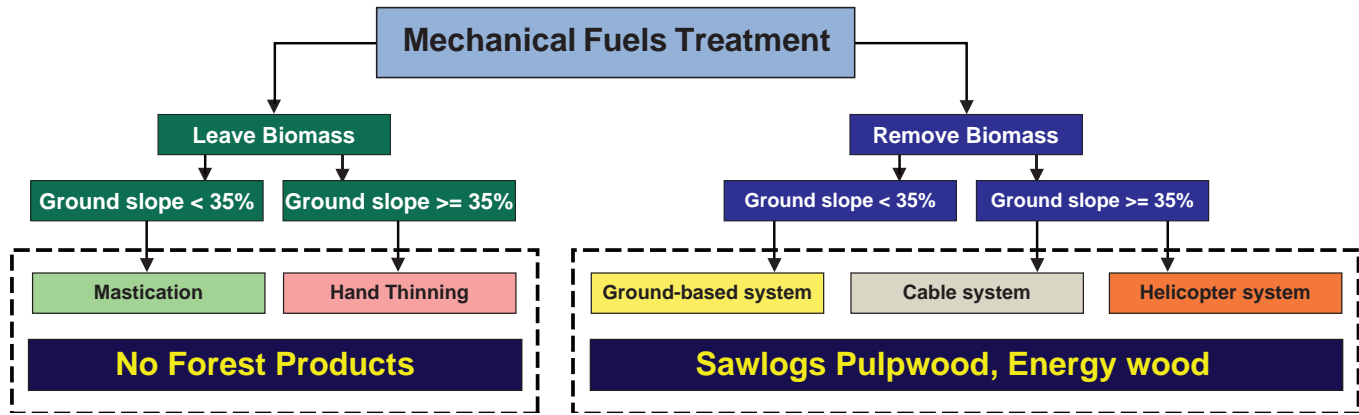 Mechanical Fuels Treatment
Leave Biomass
Remove Biomass
Ground slope < 35%
Ground slope >= 35%
Ground slope < 35%
Ground slope >= 35%
Mastication
Hand Thinning
Ground-based system
Cable system
Helicopter system
No Forest Products
Sawlogs Pulpwood, Energy wood